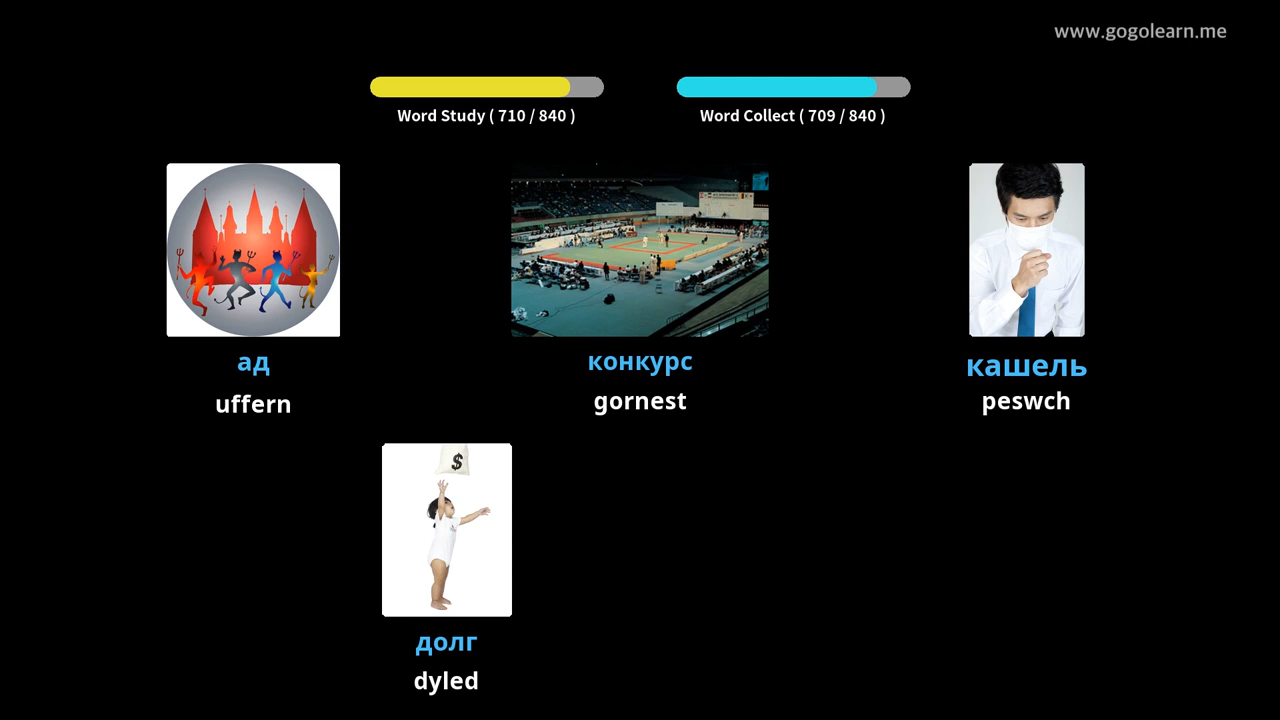 www.gogolearn.me
Word Study ( 710 / 840 )
Word Collect ( 709 / 840 )
ад
конкурс
кашель
uffern
gornest
peswch
$
долг
dyled